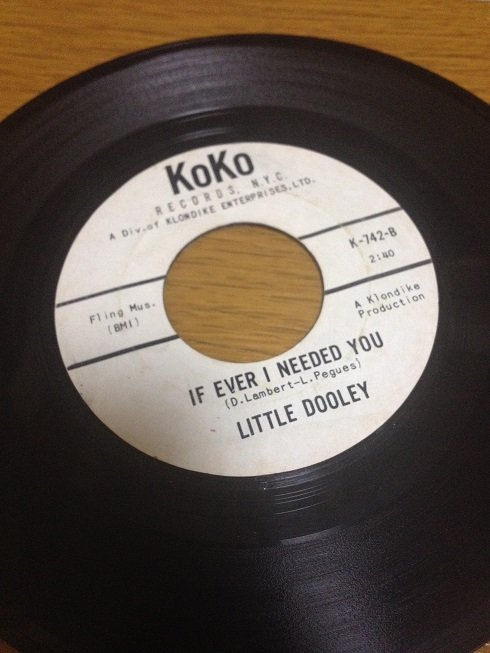 KoKo
RECORDS, N.Y.C.
A Div. of KLONDIKE ENTERPRISES, LTD.
K-742-B
2:40
Fling Mus.
(BMI)
A Klondike
Production
IF EVER I NEEDED YOU
(D.Lambert-L.Pegues)
LITTLE DOOLEY